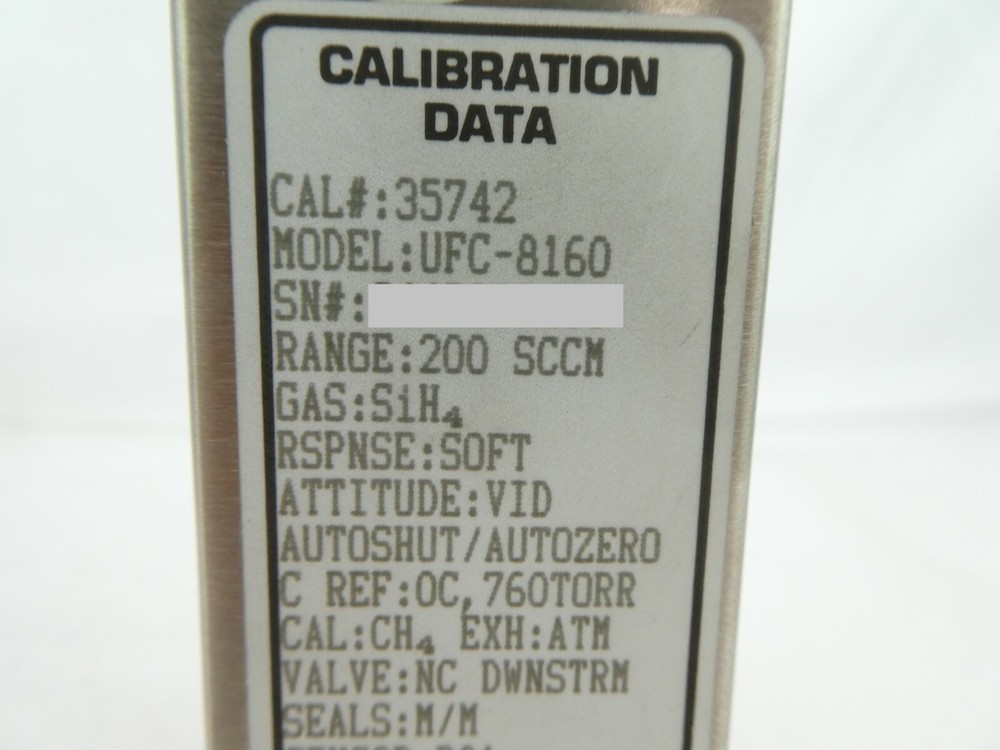 CALIBRATION
DATA
CAL#:35742
MODEL:UFC-8160
SN#:
RANGE:200 SCCM
GAS:SiH₄
RSPNSE:SOFT
ATTITUDE:VID
AUTOSHUT/AUTOZERO
C REF:0C,760TORR
CAL:CH₄ EXH:ATM
VALVE:NC DWNSTRM
SEALS:M/M